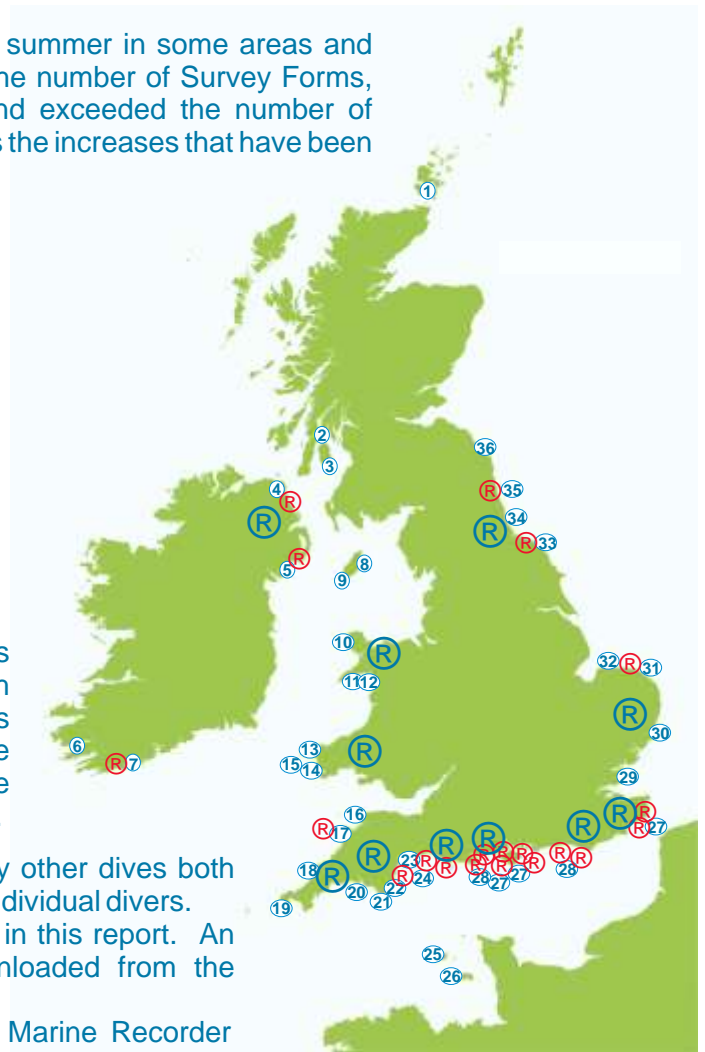 summer in some areas and
he number of Survey Forms,
nd exceeded the number of
s the increases that have been
1
2
3
36
4 R
R 35
R
34
R
R 33
5 R
8
9
10
R
32 R 31
11 12
s
n
s
e
e
R
30
6
R 7
13
R
15 14
29
16
R 17
R R
R 27
R
R
R
R
23 R R R R R R R R R R
18 R
22 R 24
28 27 27 28
20
21
19
25
26
y other dives both
dividual divers.
in this report. An
nloaded from the
Marine Recorder